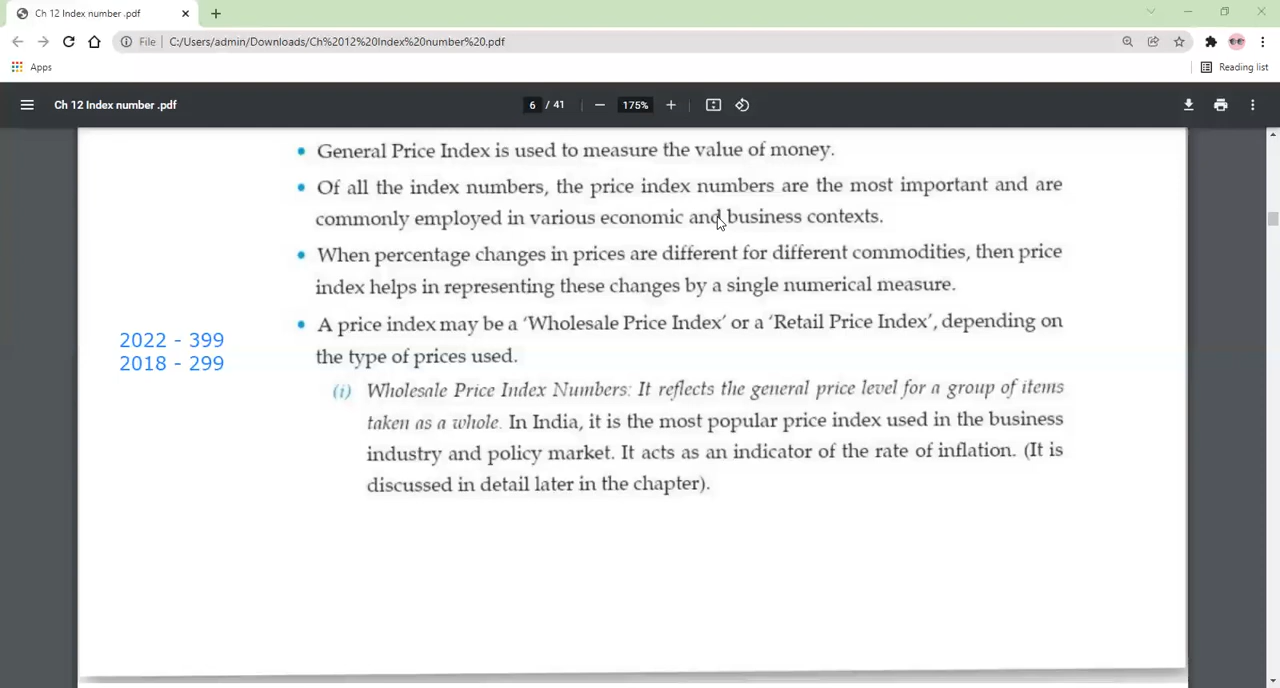 Ch 12 Index number .pdf
File
C:/Users/admin/Downloads/Ch%2012%20Index%20number%20.pdf
Apps
Reading list
Ch 12 Index number .pdf
6 / 41
175%
• General Price Index is used to measure the value of money.
• Of all the index numbers, the price index numbers are the most important and are
commonly employed in various economic and business contexts.
• When percentage changes in prices are different for different commodities, then price
index helps in representing these changes by a single numerical measure.
• A price index may be a ‘Wholesale Price Index’ or a ‘Retail Price Index’, depending on
the type of prices used.
2022 - 399
2018 - 299
(i) Wholesale Price Index Numbers: It reflects the general price level for a group of items
taken as a whole. In India, it is the most popular price index used in the business
industry and policy market. It acts as an indicator of the rate of inflation. (It is
discussed in detail later in the chapter).